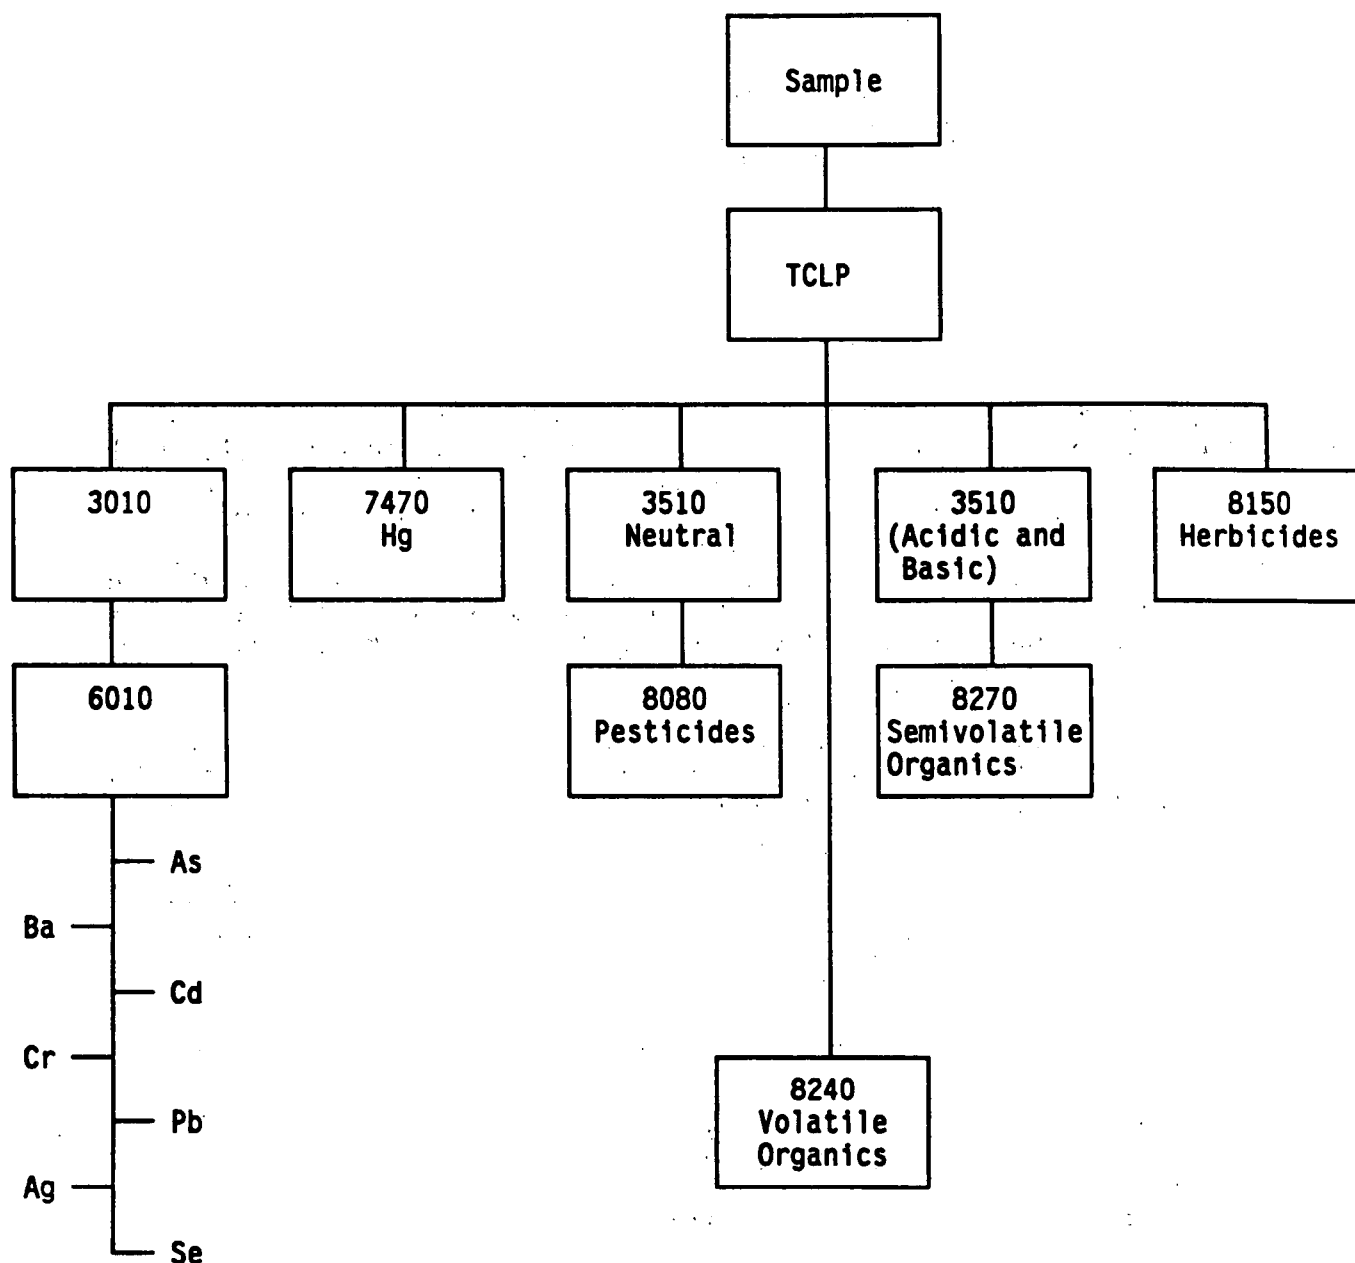 Sample
TCLP
3010
7470
Hg
3510
Neutral
3510
(Acidic and
Basic)
8150
Herbicides
6010
8080
Pesticides
8270
Semivolatile
Organics
As
Ba
Cd
Cr
Pb
Ag
Se
8240
Volatile
Organics